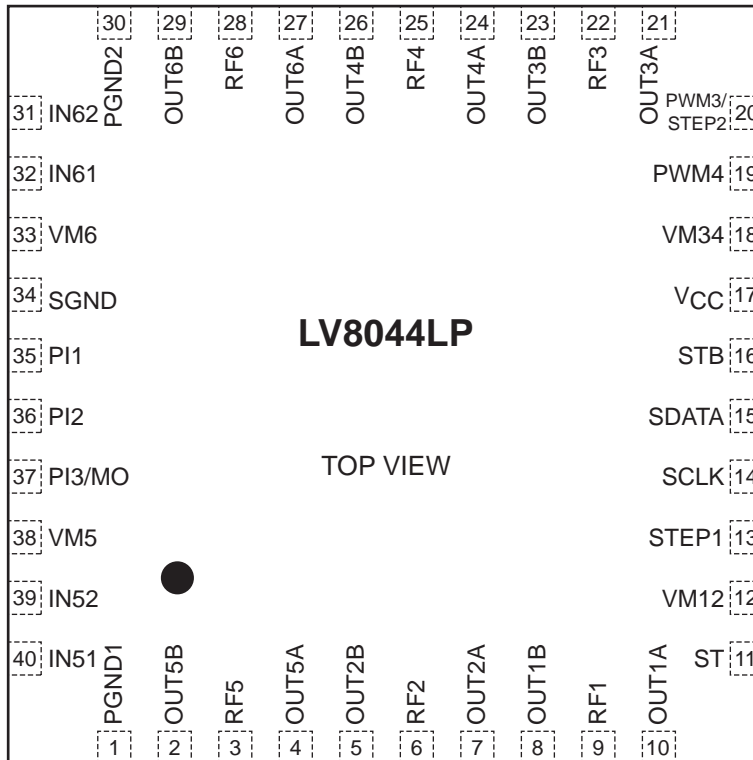 30 29 28 27 26 25 24 23 22 21
PGND2 OUT6B RF6 OUT6A OUT4B RF4 OUT4A OUT3B RF3 OUT3A
31 IN62
PWM3/
STEP2 20
32 IN61
PWM4 19
33 VM6
VM34 18
34 SGND
VCC 17
LV8044LP
35 PI1
STB 16
36 PI2
SDATA 15
TOP VIEW
37 PI3/MO
SCLK 14
38 VM5
STEP1 13
39 IN52
VM12 12
40 IN51
ST 11
PGND1 OUT5B RF5 OUT5A OUT2B RF2 OUT2A OUT1B RF1 OUT1A
1 2 3 4 5 6 7 8 9 10